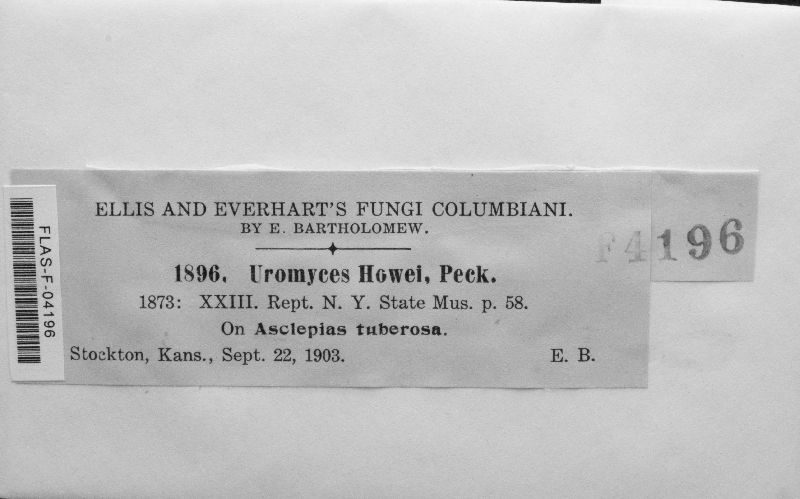 ELLIS AND EVERHART'S FUNGI COLUMBIANI.
BY E. BARTHOLOMEW.
1896. Uromyces Howei, Peck.
1873: XXIII. Rept. N. Y. State Mus. p. 58.
On Asclepias tuberosa.
Stockton, Kans., Sept. 22, 1903. E. B.
F4196
FLAS-F-04196